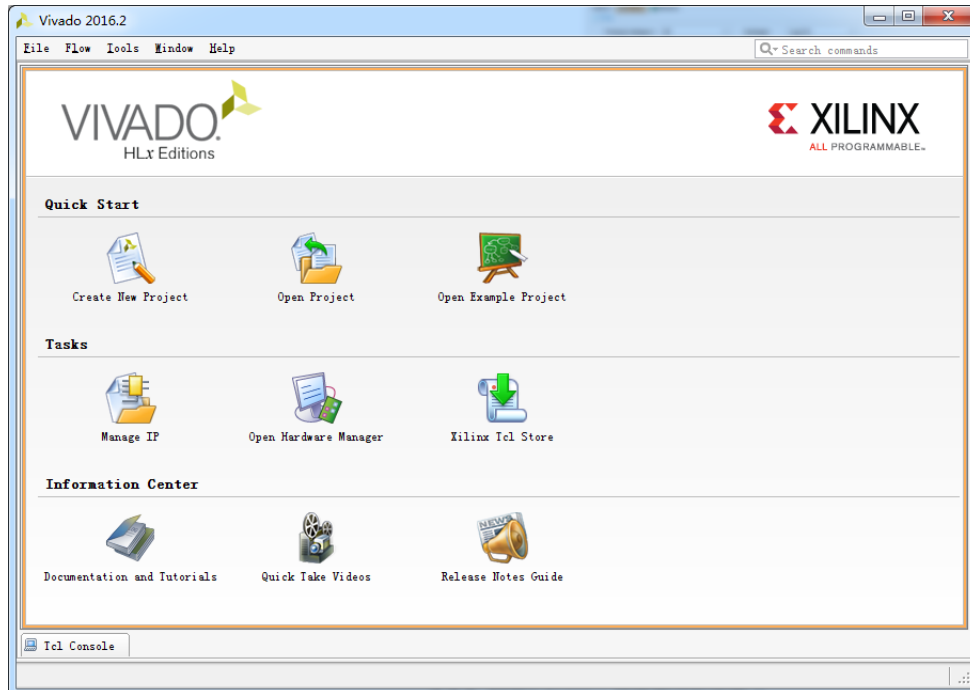 Vivado 2016.2
File Flow Tools Window Help
Search commands
VIVADO.
HLx Editions
XILINX
ALL PROGRAMMABLE™
Quick Start
Create New Project
Open Project
Open Example Project
Tasks
Manage IP
Open Hardware Manager
Xilinx Tcl Store
Information Center
NEWS
Documentation and Tutorials
Quick Take Videos
Release Notes Guide
Tcl Console